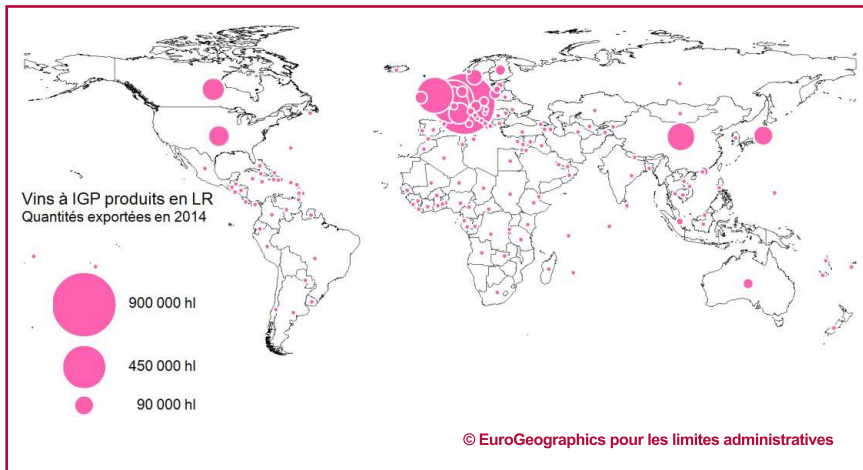 Vins à IGP produits en LR
Quantités exportées en 2014
900 000 hl
450 000 hl
90 000 hl
© EuroGeographics pour les limites administratives